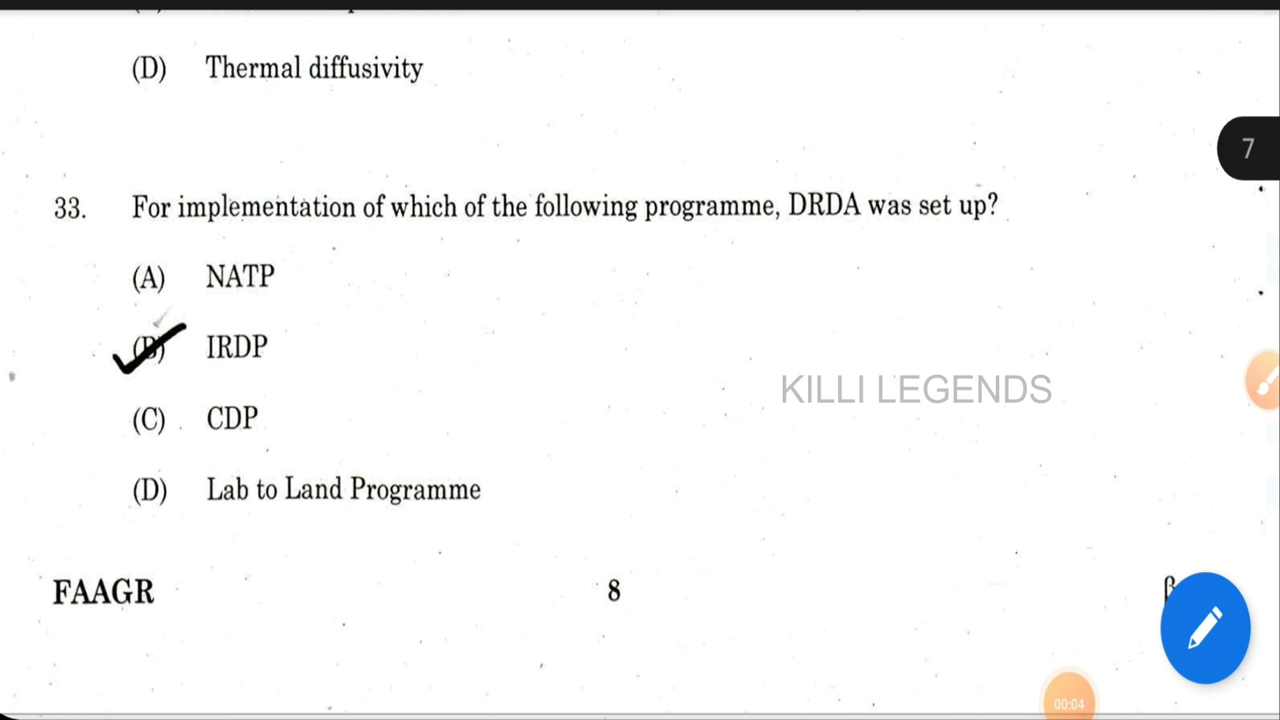 (D) Thermal diffusivity
7
33. For implementation of which of the following programme, DRDA was set up?
(A) NATP
(B) IRDP
KILLI LEGENDS
(C) CDP
(D) Lab to Land Programme
FAAGR 8 β
00:04